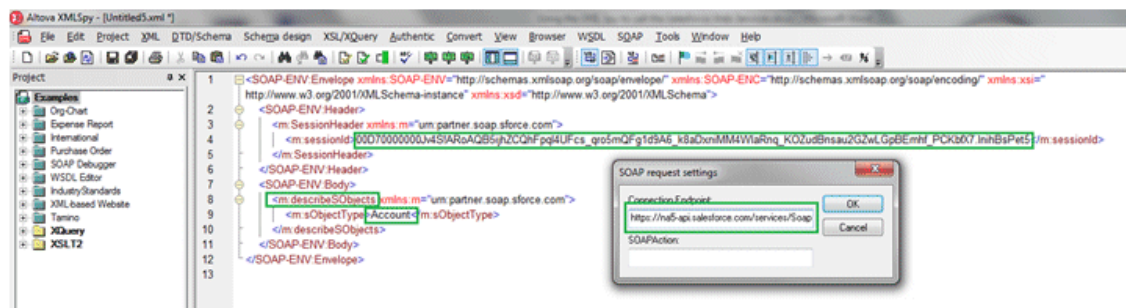 Altova XMLSpy - [Untitled5.xml *]
File Edit Project XML DTD/Schema Schema design XSL/XQuery Authentic Convert View Browser WSDL SOAP Tools Window Help
Project
Examples
Org-Chart
Expense Report
International
Purchase Order
SOAP Debugger
WSDL Editor
IndustryStandards
XML-based Website
Tamino
XQuery
XSLT2
1 <SOAP-ENV:Envelope xmlns:SOAP-ENV="http://schemas.xmlsoap.org/soap/envelope/" xmlns:SOAP-ENC="http://schemas.xmlsoap.org/soap/encoding/" xmlns:xsi="
http://www.w3.org/2001/XMLSchema-instance" xmlns:xsd="http://www.w3.org/2001/XMLSchema">
2 <SOAP-ENV:Header>
3 <m:SessionHeader xmlns:m="urn:partner.soap.sforce.com">
4 <m:sessionId></m:sessionId>
5 </m:SessionHeader>
6 </SOAP-ENV:Header>
7 <SOAP-ENV:Body>
8 <m:describeSObjects xmlns:m="urn:partner.soap.sforce.com">
9 <m:sObjectType>Account</m:sObjectType>
10 </m:describeSObjects>
11 </SOAP-ENV:Body>
12 </SOAP-ENV:Envelope>
13
SOAP request settings
Connection Endpoint:
https://na5-api.salesforce.com/services/Soap
OK
Cancel
SOAPAction: